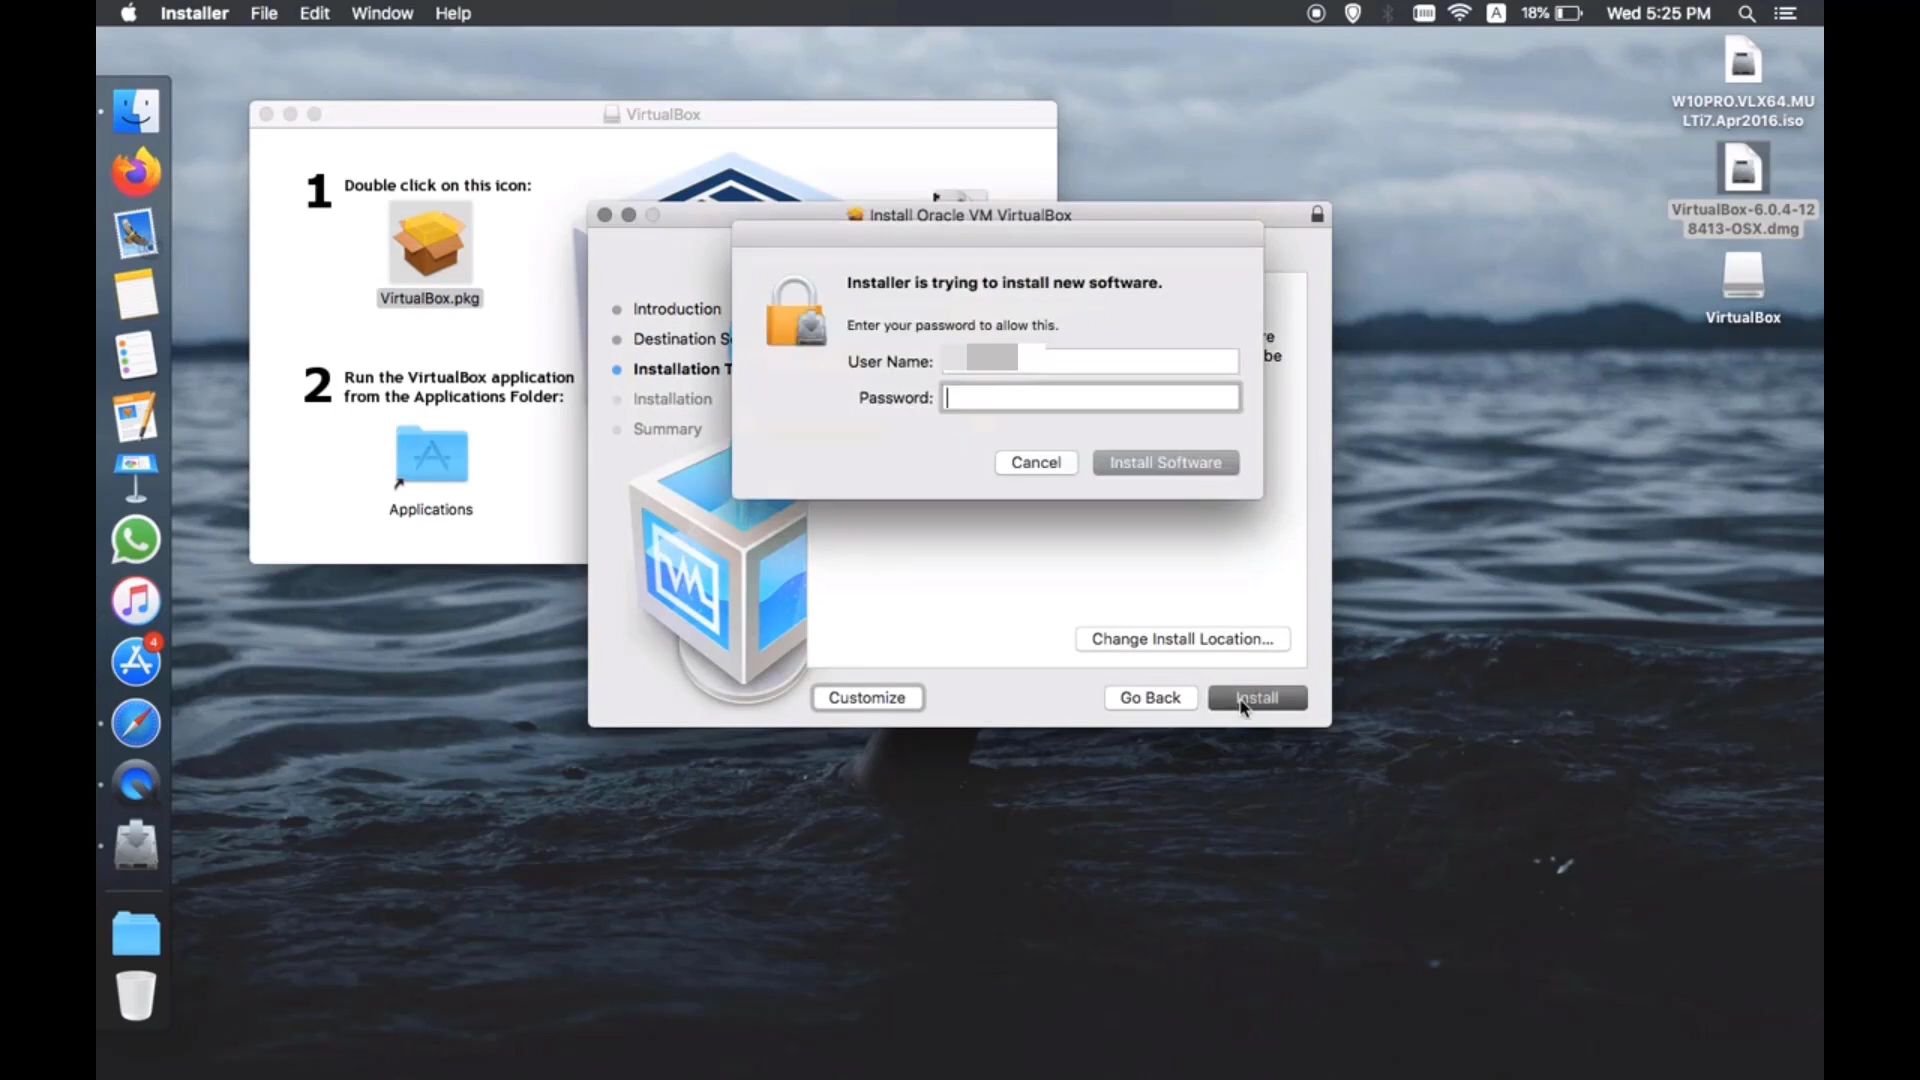 Installer File Edit Window Help
A 18% Wed 5:25 PM
W10PRO.VLX64.MU
LTi7.Apr2016.iso
VirtualBox-6.0.4-12
8413-OSX.dmg
VirtualBox
4
VirtualBox
1 Double click on this icon:
VirtualBox.pkg
2 Run the VirtualBox application
from the Applications Folder:
Applications
Install Oracle VM VirtualBox
Introduction
Destination S
Installation T
Installation
Summary
re
be
Installer is trying to install new software.
Enter your password to allow this.
User Name:
Password:
Cancel Install Software
Change Install Location...
Customize Go Back Install